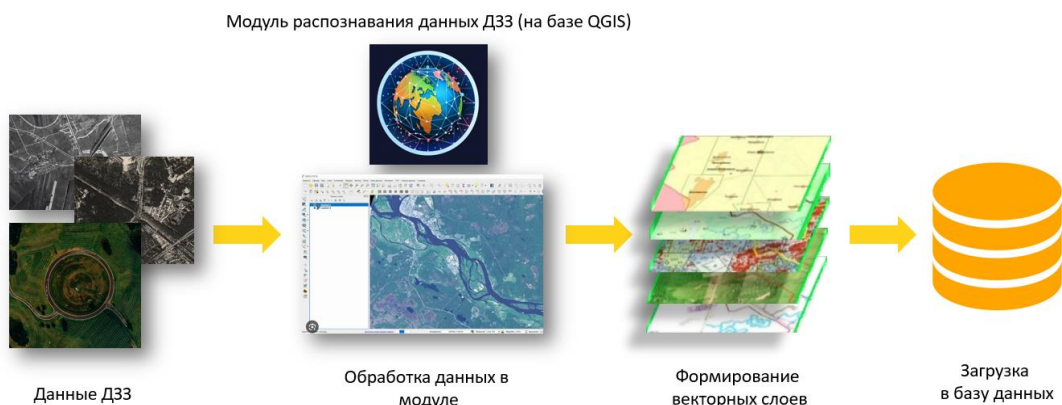 Модуль распознавания данных ДЗЗ (на базе QGIS)
Данные ДЗЗ
Обработка данных в
модуле
Формирование
векторных слоев
Загрузка
в базу данных